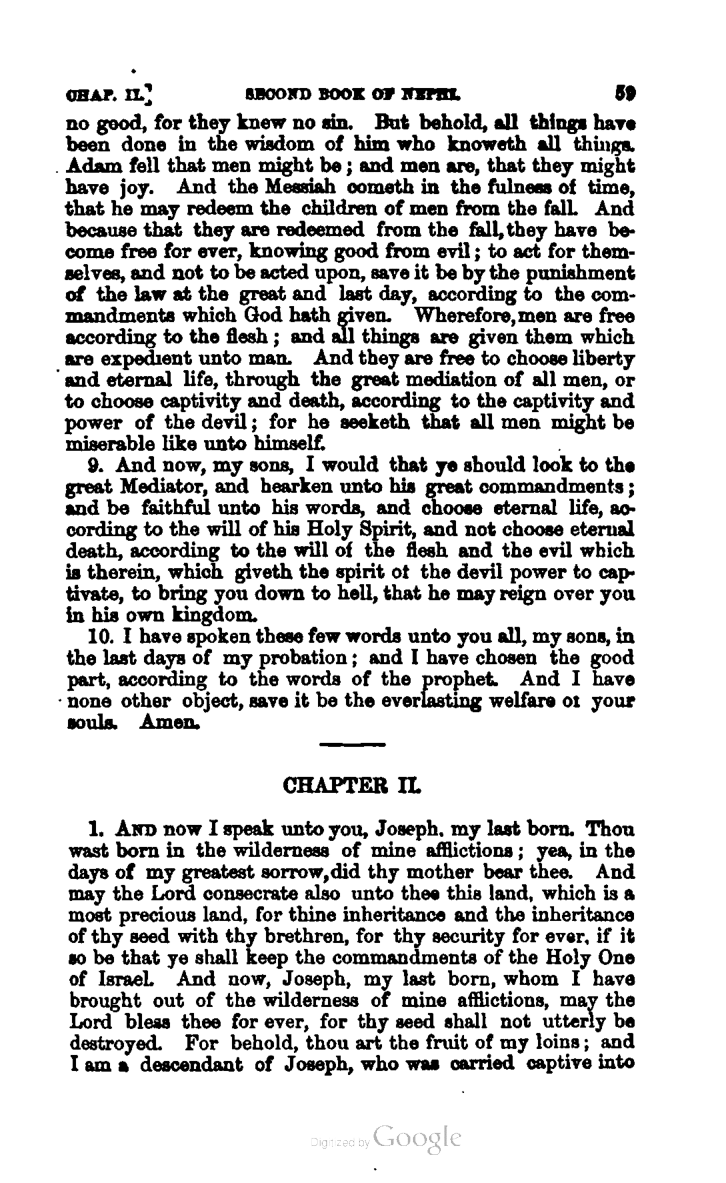 CHAP. II.]	SECOND BOOK OF NEPHI.	59
no good, for they knew no sin. But behold, all things have
been done in the wisdom of him who knoweth all things.
Adam fell that men might be; and men are, that they might
have joy. And the Messiah cometh in the fulness of time,
that he may redeem the children of men from the fall. And
because that they are redeemed from the fall, they have be-
come free for ever, knowing good from evil; to act for them-
selves, and not to be acted upon, save it be by the punishment
of the law at the great and last day, according to the com-
mandments which God hath given. Wherefore, men are free
according to the flesh; and all things are given them which
are expedient unto man. And they are free to choose liberty
and eternal life, through the great mediation of all men, or
to choose captivity and death, according to the captivity and
power of the devil; for he seeketh that all men might be
miserable like unto himself.
9. And now, my sons, I would that ye should look to the
great Mediator, and hearken unto his great commandments;
and be faithful unto his words, and choose eternal life, ac-
cording to the will of his Holy Spirit, and not choose eternal
death, according to the will of the flesh and the evil which
is therein, which giveth the spirit of the devil power to cap-
tivate, to bring you down to hell, that he may reign over you
in his own kingdom.
10. I have spoken these few words unto you all, my sons, in
the last days of my probation; and I have chosen the good
part, according to the words of the prophet. And I have
none other object, save it be the everlasting welfare of your
souls. Amen.
CHAPTER II.
1. AND now I speak unto you, Joseph, my last born. Thou
wast born in the wilderness of mine afflictions; yea, in the
days of my greatest sorrow, did thy mother bear thee. And
may the Lord consecrate also unto thee this land, which is a
most precious land, for thine inheritance and the inheritance
of thy seed with thy brethren, for thy security for ever, if it
so be that ye shall keep the commandments of the Holy One
of Israel. And now, Joseph, my last born, whom I have
brought out of the wilderness of mine afflictions, may the
Lord bless thee for ever, for thy seed shall not utterly be
destroyed. For behold, thou art the fruit of my loins; and
I am a descendant of Joseph, who was carried captive into
Digitized by Google